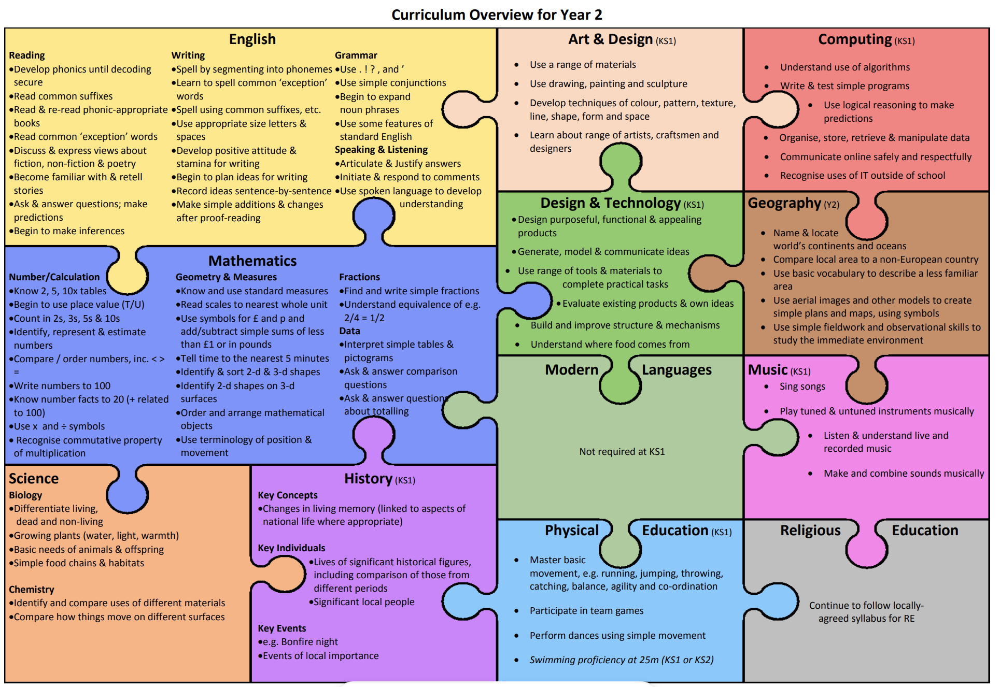 Curriculum Overview for Year 2
English
Reading
•Develop phonics until decoding
secure
•Read common suffixes
•Read & re-read phonic-appropriate
books
•Read common ‘exception’ words
•Discuss & express views about
fiction, non-fiction & poetry
•Become familiar with & retell
stories
•Ask & answer questions; make
predictions
•Begin to make inferences
Writing
•Spell by segmenting into phonemes
•Learn to spell common ‘exception’
words
•Spell using common suffixes, etc.
•Use appropriate size letters &
spaces
•Develop positive attitude &
stamina for writing
•Begin to plan ideas for writing
•Record ideas sentence-by-sentence
•Make simple additions & changes
after proof-reading
Grammar
•Use . ! ? , and ’
•Use simple conjunctions
•Begin to expand
noun phrases
•Use some features of
standard English
Speaking & Listening
•Articulate & Justify answers
•Initiate & respond to comments
•Use spoken language to develop
understanding
Art & Design (KS1)
• Use a range of materials
• Use drawing, painting and sculpture
• Develop techniques of colour, pattern, texture,
line, shape, form and space
• Learn about range of artists, craftsmen and
designers
Computing (KS1)
• Understand use of algorithms
• Write & test simple programs
• Use logical reasoning to make
predictions
• Organise, store, retrieve & manipulate data
• Communicate online safely and respectfully
• Recognise uses of IT outside of school
Mathematics
Number/Calculation
•Know 2, 5, 10x tables
•Begin to use place value (T/U)
•Count in 2s, 3s, 5s & 10s
•Identify, represent & estimate
numbers
•Compare / order numbers, inc. < >
=
•Write numbers to 100
•Know number facts to 20 (+ related
to 100)
•Use x and ÷ symbols
• Recognise commutative property
of multiplication
Geometry & Measures
•Know and use standard measures
•Read scales to nearest whole unit
•Use symbols for £ and p and
add/subtract simple sums of less
than £1 or in pounds
•Tell time to the nearest 5 minutes
•Identify & sort 2-d & 3-d shapes
•Identify 2-d shapes on 3-d
surfaces
•Order and arrange mathematical
objects
•Use terminology of position &
movement
Fractions
•Find and write simple fractions
•Understand equivalence of e.g.
2/4 = 1/2
Data
•Interpret simple tables &
pictograms
•Ask & answer comparison
questions
•Ask & answer questions
about totalling
Design & Technology (KS1)
•Design purposeful, functional & appealing
products
•Generate, model & communicate ideas
• Use range of tools & materials to
complete practical tasks
•Evaluate existing products & own ideas
• Build and improve structure & mechanisms
• Understand where food comes from
Geography (Y2)
• Name & locate
world’s continents and oceans
• Compare local area to a non-European country
• Use basic vocabulary to describe a less familiar
area
• Use aerial images and other models to create
simple plans and maps, using symbols
• Use simple fieldwork and observational skills to
study the immediate environment
Modern Languages
Not required at KS1
Music (KS1)
• Sing songs
• Play tuned & untuned instruments musically
• Listen & understand live and
recorded music
• Make and combine sounds musically
Science
Biology
•Differentiate living,
dead and non-living
•Growing plants (water, light, warmth)
•Basic needs of animals & offspring
•Simple food chains & habitats
Chemistry
•Identify and compare uses of different materials
•Compare how things move on different surfaces
History (KS1)
Key Concepts
•Changes in living memory (linked to aspects of
national life where appropriate)
Key Individuals
•Lives of significant historical figures,
including comparison of those from
different periods
•Significant local people
Key Events
•e.g. Bonfire night
•Events of local importance
Physical Education (KS1)
• Master basic
movement, e.g. running, jumping, throwing,
catching, balance, agility and co-ordination
• Participate in team games
• Perform dances using simple movement
• Swimming proficiency at 25m (KS1 or KS2)
Religious Education
Continue to follow locally-
agreed syllabus for RE